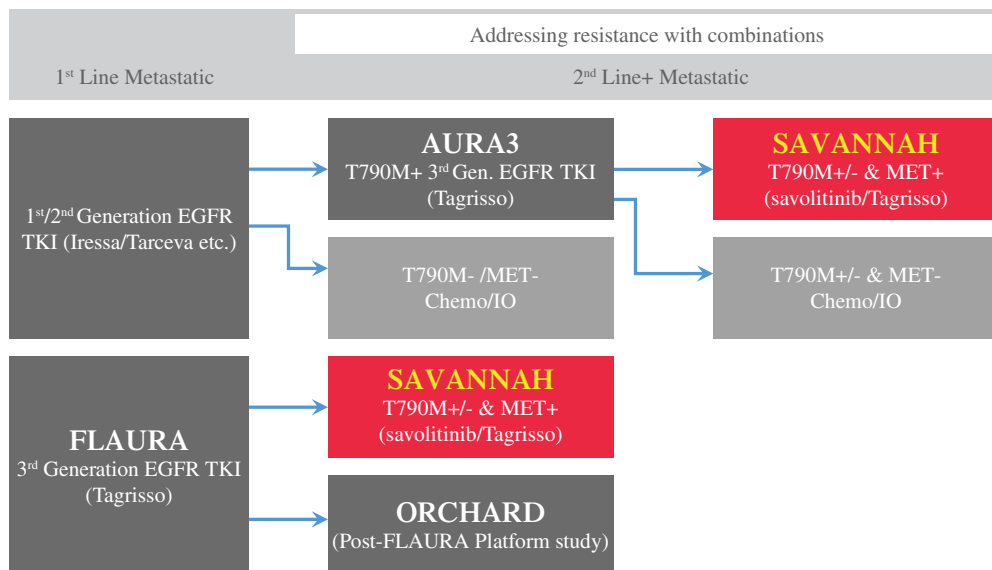 Addressing resistance with combinations
1st Line Metastatic
2nd Line+ Metastatic
1st/2nd Generation EGFR
TKI (Iressa/Tarceva etc.)
AURA3
T790M+ 3rd Gen. EGFR TKI
(Tagrisso)
SAVANNAH
T790M+/- & MET+
(savolitinib/Tagrisso)
T790M- /MET-
Chemo/IO
T790M+/- & MET-
Chemo/IO
FLAURA
3rd Generation EGFR TKI
(Tagrisso)
SAVANNAH
T790M+/- & MET+
(savolitinib/Tagrisso)
ORCHARD
(Post-FLAURA Platform study)